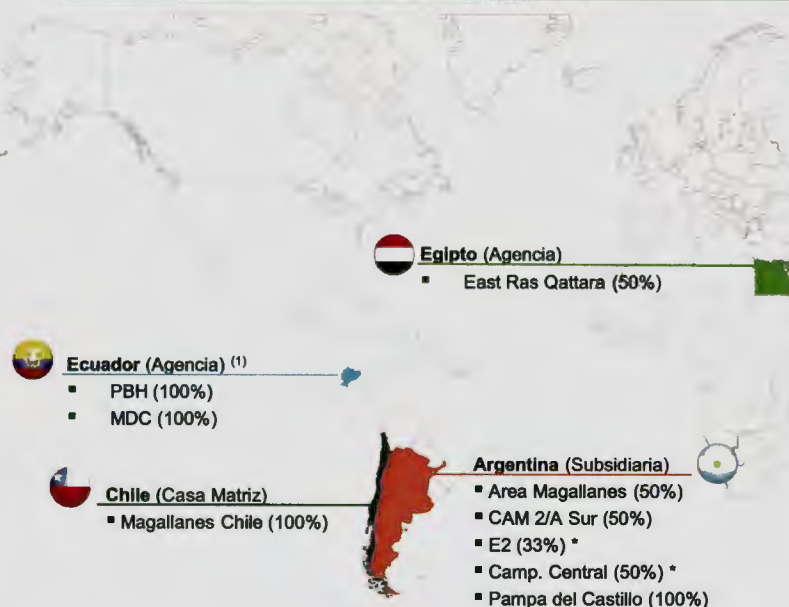 Egipto (Agencia)
▪ East Ras Qattara (50%)
Ecuador (Agencia) (1)
▪ PBH (100%)
▪ MDC (100%)
Chile (Casa Matriz)
▪ Magallanes Chile (100%)
Argentina (Subsidiaria)
▪ Area Magallanes (50%)
▪ CAM 2/A Sur (50%)
▪ E2 (33%) *
▪ Camp. Central (50%) *
▪ Pampa del Castillo (100%)